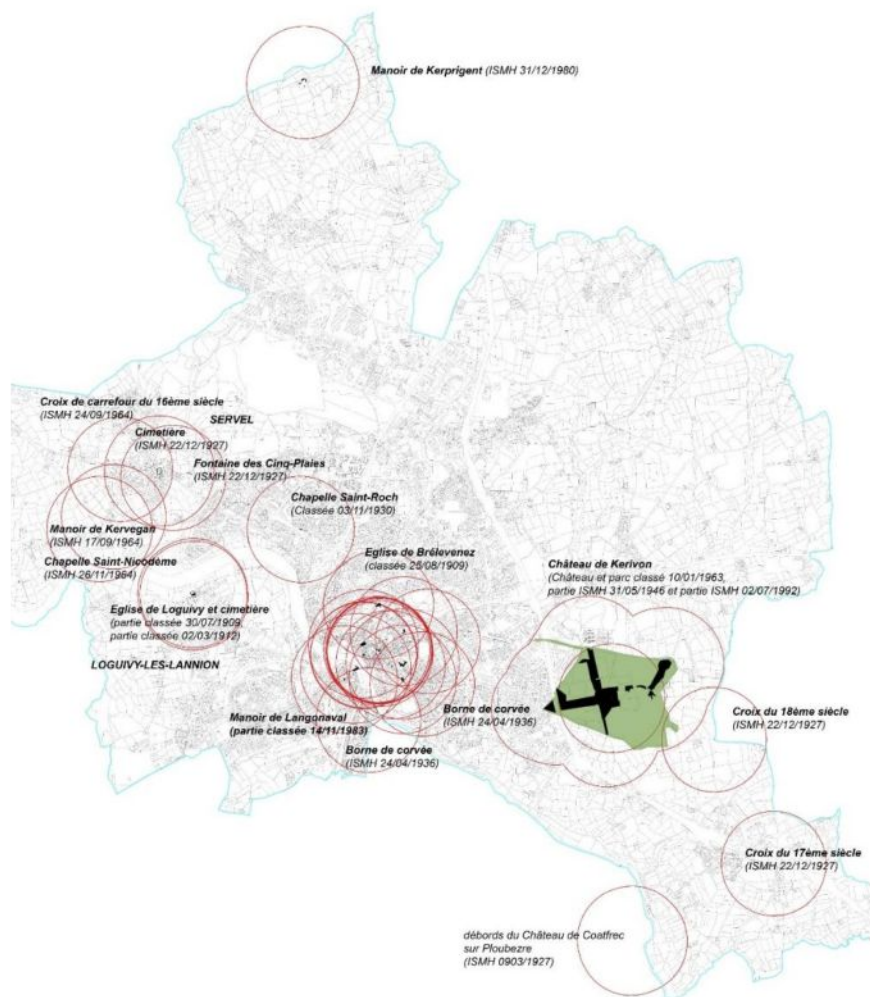 Manoir de Kerprigent (ISMH 31/12/1980)
Croix de carrefour du 16ème siècle
(ISMH 24/09/1964)
SERVEL
Cimetière
(ISMH 22/12/1927)
Fontaine des Cinq-Plaies
(ISMH 22/12/1927)
Chapelle Saint-Roch
(Classée 03/11/1930)
Manoir de Kervegan
(ISMH 17/09/1964)
Chapelle Saint-Nicodème
(ISMH 26/11/1964)
Eglise de Brélevenez
(classée 25/08/1909)
Château de Kerivon
(Château et parc classé 10/01/1963,
partie ISMH 31/05/1946 et partie ISMH 02/07/1992)
Eglise de Loguivy et cimetière
(partie classée 30/07/1909,
partie classée 02/03/1912)
LOGUIVY-LES-LANNION
Manoir de Langonaval
(partie classée 14/11/1983)
Borne de corvée
(ISMH 24/04/1936)
Borne de corvée
(ISMH 24/04/1936)
Croix du 18ème siècle
(ISMH 22/12/1927)
Croix du 17ème siècle
(ISMH 22/12/1927)
débords du Château de Coatfrec
sur Ploubezre
(ISMH 0903/1927)